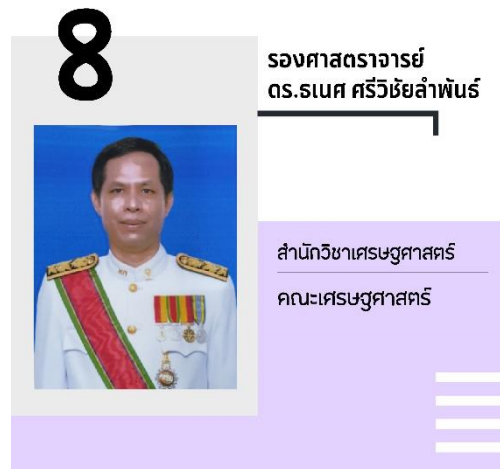 8
รองศาสตราจารย์
ดร.ธเนศ ศรีวิชัยลำพันธ์
สำนักวิชาเศรษฐศาสตร์
คณะเศรษฐศาสตร์